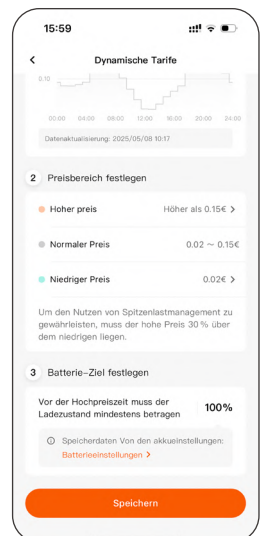 15:59
Dynamische Tarife
0.10
00:00 04:00 08:00 12:00 16:00 20:00 24:00
Datenaktualisierung: 2025/05/08 10:17
2 Preisbereich festlegen
Hoher preis Höher als 0.15€ >
Normaler Preis 0.02 ~ 0.15€
Niedriger Preis 0.02€ >
Um den Nutzen von Spitzenlastmanagement zu
gewährleisten, muss der hohe Preis 30 % über
dem niedrigen liegen.
3 Batterie-Ziel festlegen
Vor der Hochpreiszeit muss der
Ladezustand mindestens betragen 100%
Speicherdaten Von den akkueinstellungen:
Batterieeinstellungen >
Speichern